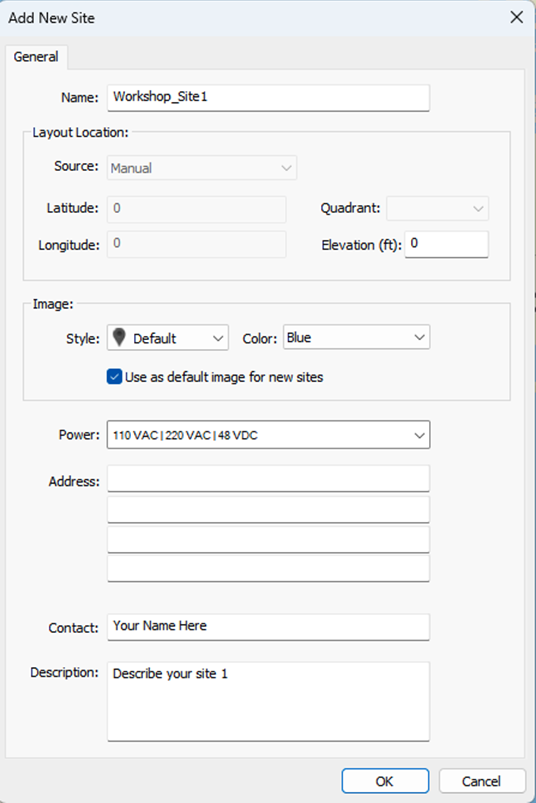 Add New Site
General
Name: Workshop_Site1
Layout Location:
Source: Manual
Latitude: 0 Quadrant:
Longitude: 0 Elevation (ft): 0
Image:
Style: Default Color: Blue
Use as default image for new sites
Power: 110 VAC | 220 VAC | 48 VDC
Address:
Contact: Your Name Here
Description: Describe your site 1
OK Cancel